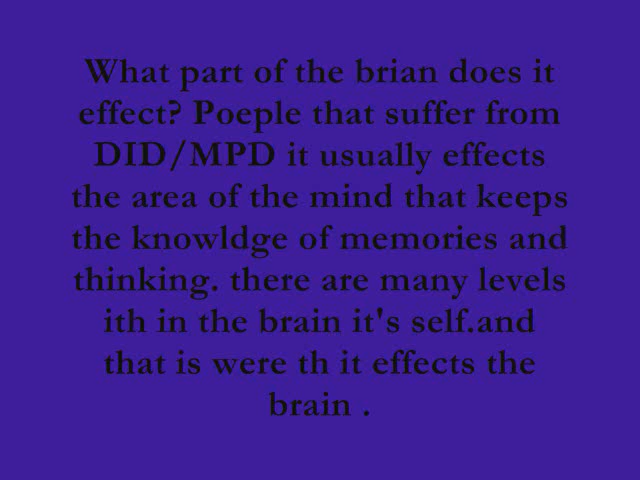 What part of the brian does it
effect? Poeple that suffer from
DID/MPD it usually effects
the area of the mind that keeps
the knowldge of memories and
thinking. there are many levels
ith in the brain it's self.and
that is were th it effects the
brain .